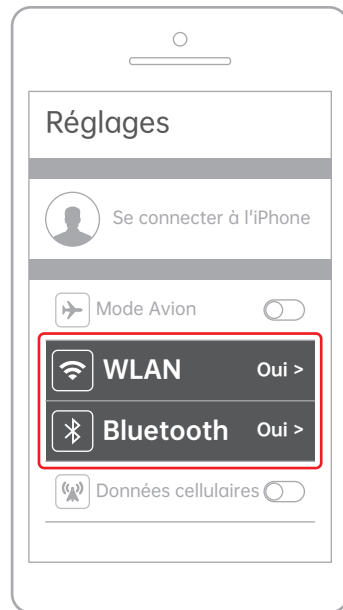 Réglages
Se connecter à l'iPhone
Mode Avion
WLAN Oui >
Bluetooth Oui >
Données cellulaires